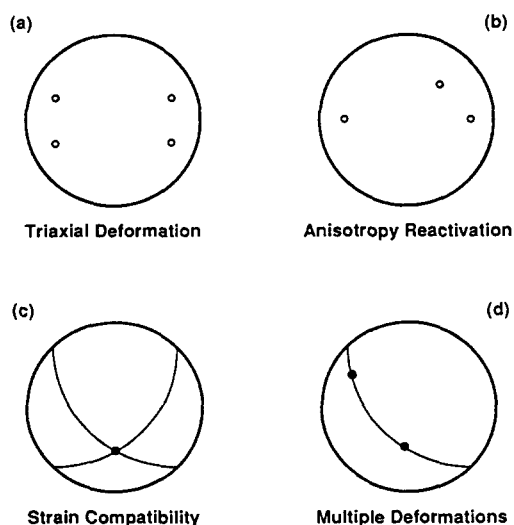 (a)
(b)
Triaxial Deformation
Anisotropy Reactivation
(c)
(d)
Strain Compatibility
Multiple Deformations